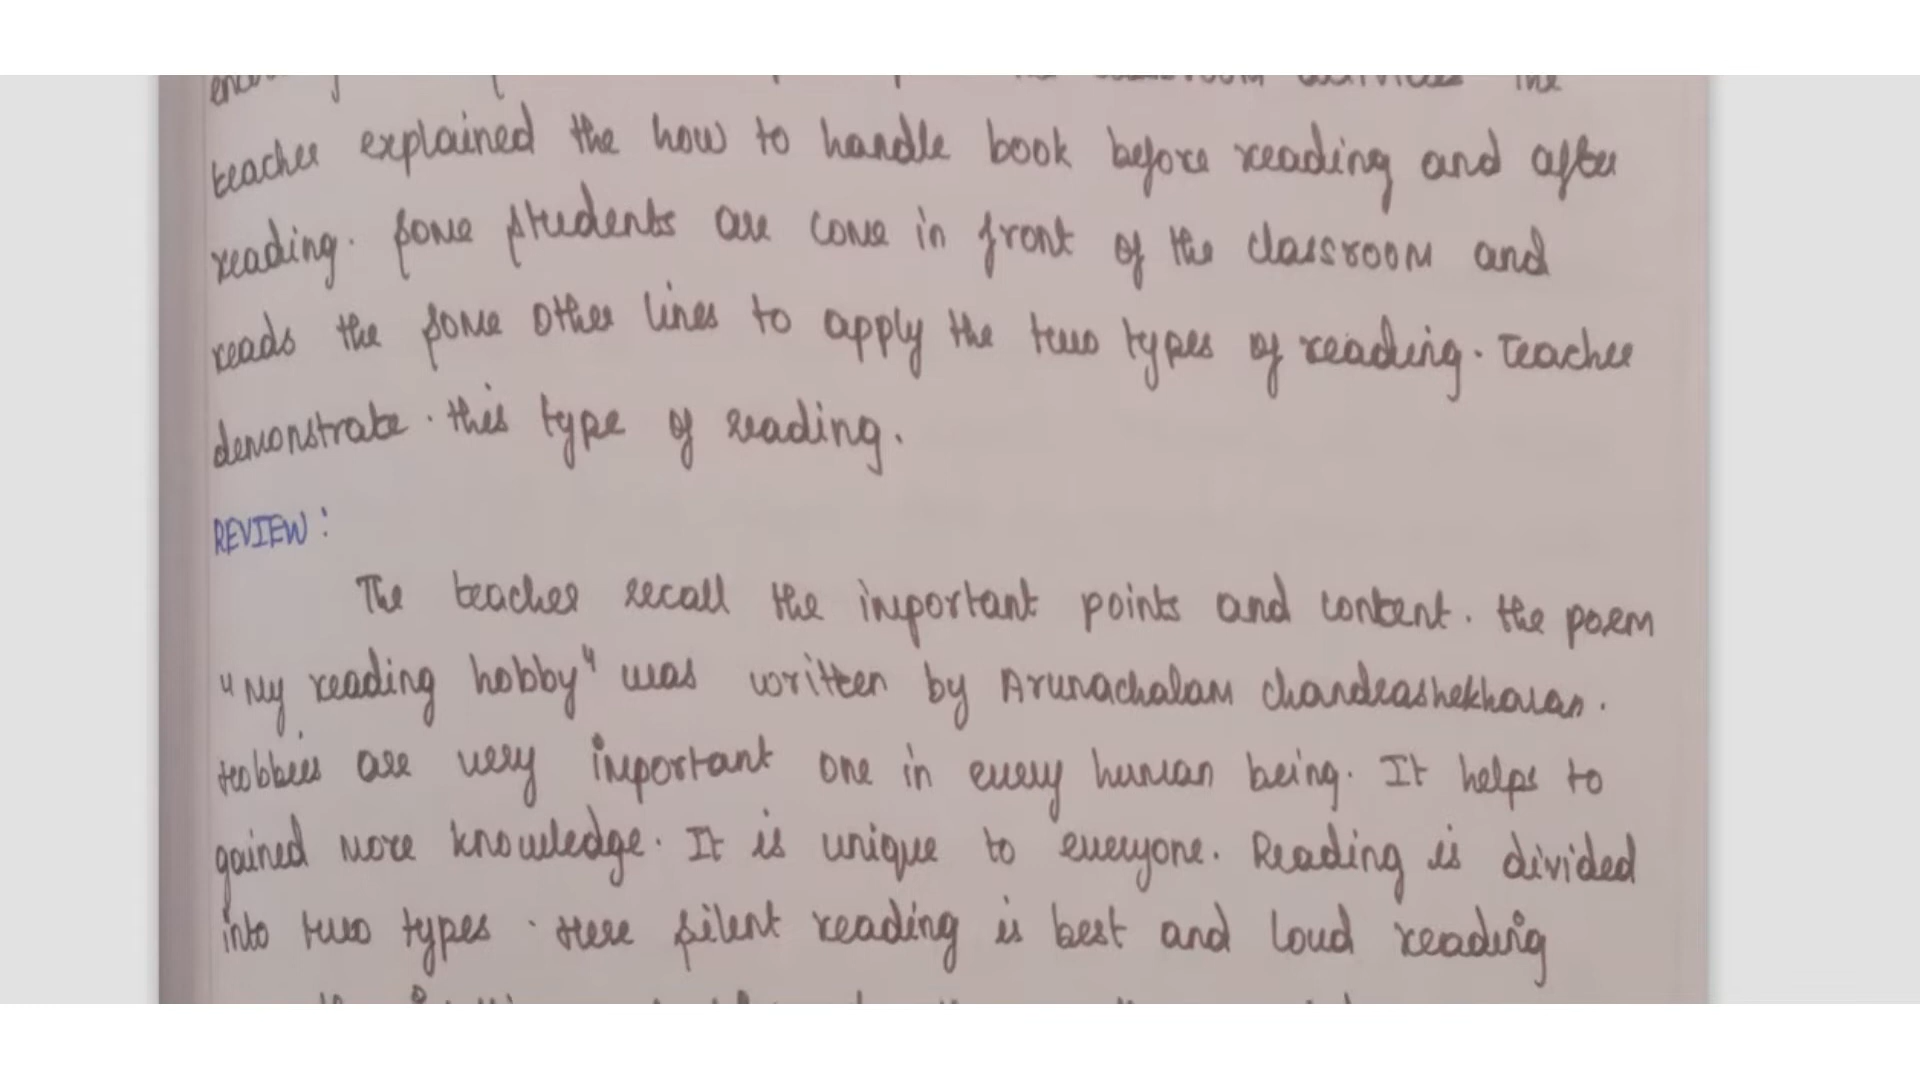 classroom activities the
teacher explained the how to handle book before reading and after
reading. Some students are come in front of the classroom and
reads the some other lines to apply the two types of reading. Teacher
demonstrate. this type of reading.
REVIEW:
The teacher recall the important points and content. the poem
"My reading hobby" was written by Arunachalam chandrashekharan.
Hobbies are very important one in every human being. It helps to
gained more knowledge. It is unique to everyone. Reading is divided
into two types. Here silent reading is best and loud reading